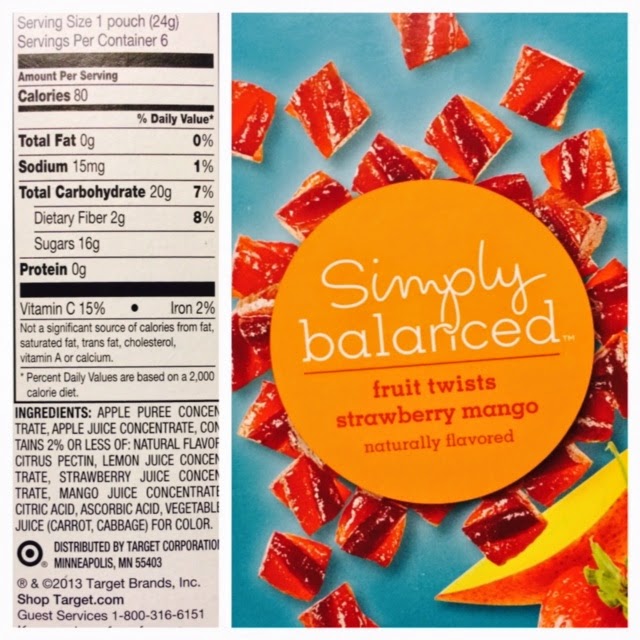 Serving Size 1 pouch (24g)
Servings Per Container 6
Amount Per Serving
Calories 80
% Daily Value*
Total Fat 0g 0%
Sodium 15mg 1%
Total Carbohydrate 20g 7%
Dietary Fiber 2g 8%
Sugars 16g
Protein 0g
Vitamin C 15% • Iron 2%
Not a significant source of calories from fat,
saturated fat, trans fat, cholesterol,
vitamin A or calcium.
* Percent Daily Values are based on a 2,000
calorie diet.
INGREDIENTS: APPLE PUREE CONCEN
TRATE, APPLE JUICE CONCENTRATE, CON
TAINS 2% OR LESS OF: NATURAL FLAVOR
CITRUS PECTIN, LEMON JUICE CONCEN
TRATE, STRAWBERRY JUICE CONCEN
TRATE, MANGO JUICE CONCENTRATE
CITRIC ACID, ASCORBIC ACID, VEGETABLE
JUICE (CARROT, CABBAGE) FOR COLOR.
DISTRIBUTED BY TARGET CORPORATIO
MINNEAPOLIS, MN 55403
® & ©2013 Target Brands, Inc.
Shop Target.com
Guest Services 1-800-316-6151
Simply
balanced™
fruit twists
strawberry mango
naturally flavored